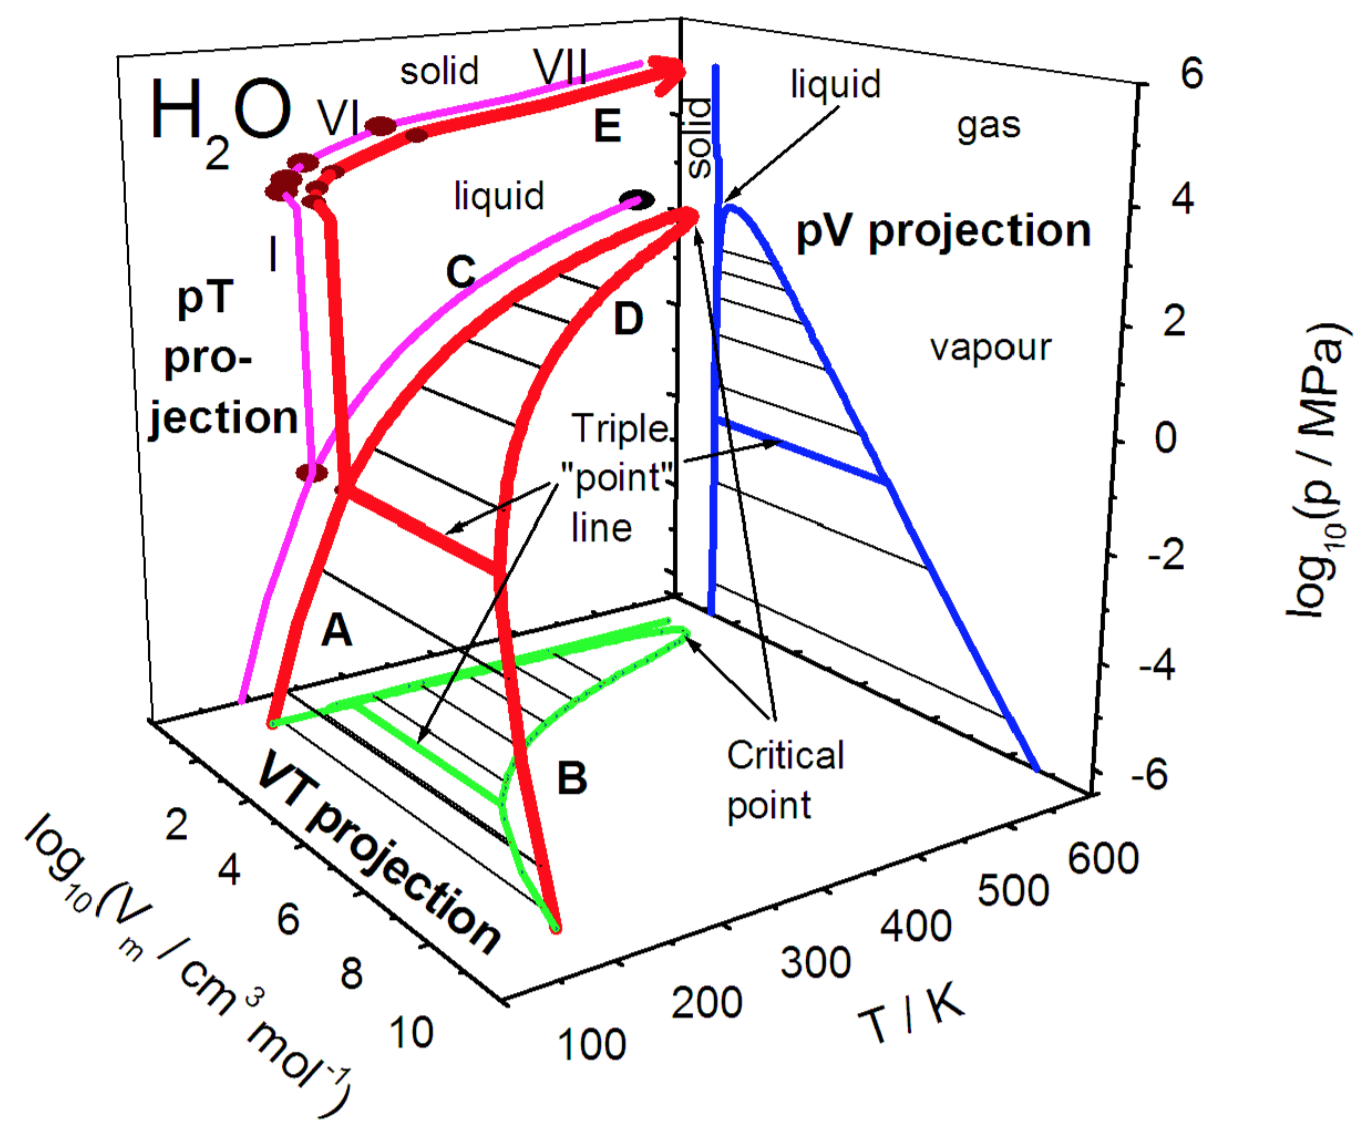 solid
VII
6
H2O
VI
liquid
E
solid
gas
liquid
4
pV projection
I
C
pT
pro-
jection
D
2
vapour
Triple
"point"
line
0
log10(p / MPa)
-2
A
-4
Critical
point
B
-6
VT projection
2
4
6
8
10
log10(Vm / cm3 mol-1)
100
200
300
400
500
600
T / K